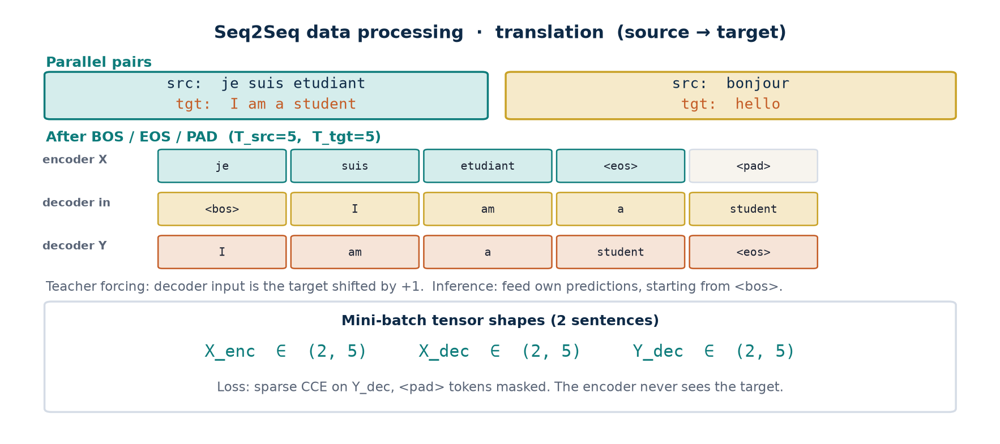 Seq2Seq data processing · translation (source → target)
Parallel pairs
src: je suis etudiant
tgt: I am a student
src: bonjour
tgt: hello
After BOS / EOS / PAD (T_src=5, T_tgt=5)
encoder X je suis etudiant <eos> <pad>
decoder in <bos> I am a student
decoder Y I am a student <eos>
Teacher forcing: decoder input is the target shifted by +1. Inference: feed own predictions, starting from <bos>.
Mini-batch tensor shapes (2 sentences)
X_enc ∈ (2, 5) X_dec ∈ (2, 5) Y_dec ∈ (2, 5)
Loss: sparse CCE on Y_dec, <pad> tokens masked. The encoder never sees the target.